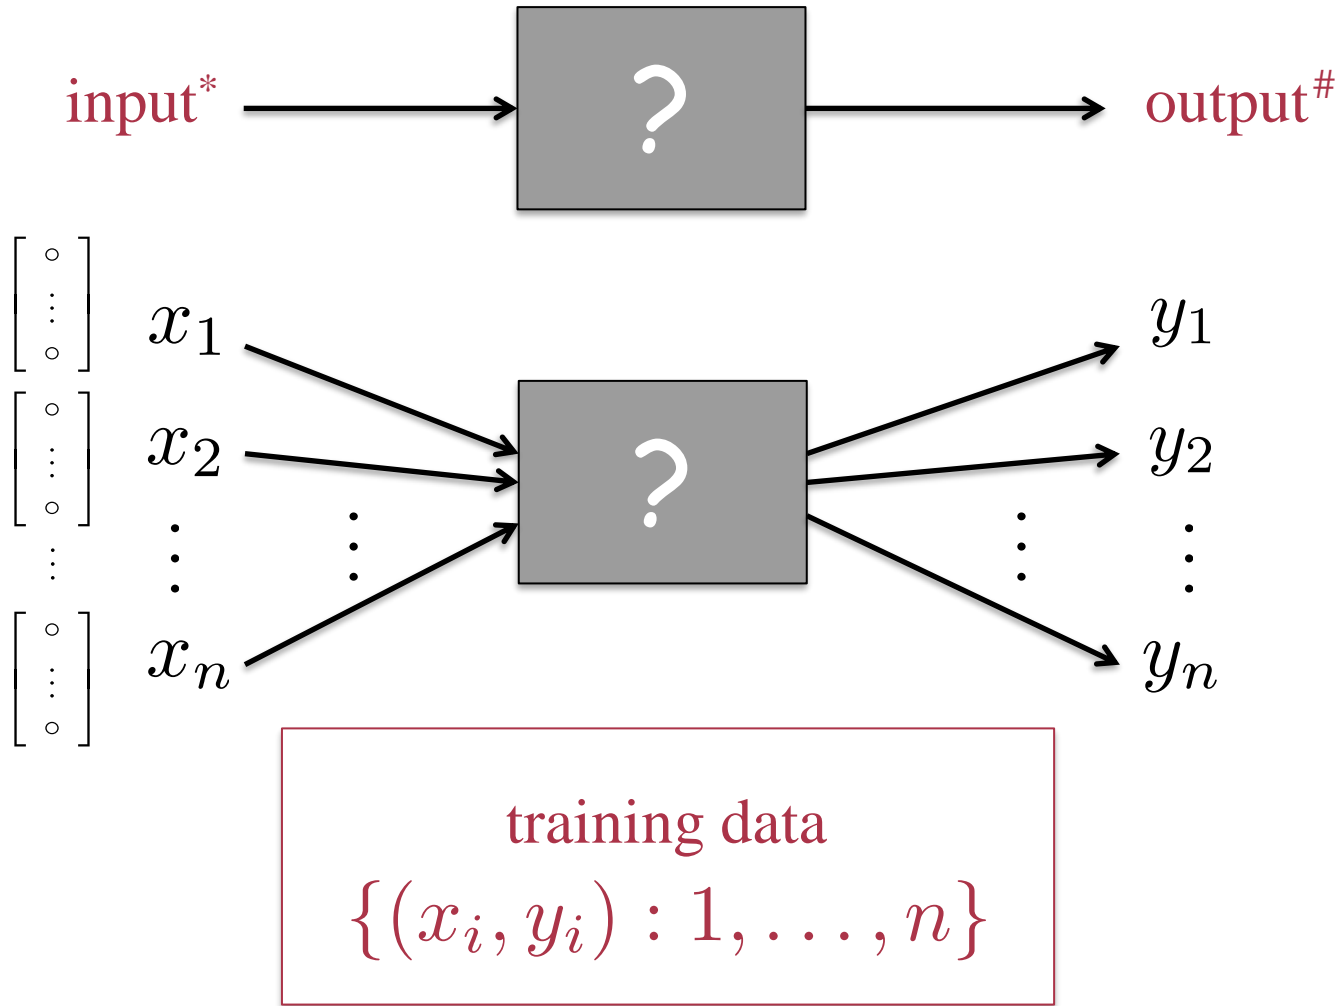 input* ? output#
x₁ y₁
x₂ ? y₂
xₙ yₙ
training data
{(xᵢ, yᵢ) : 1, . . . , n}